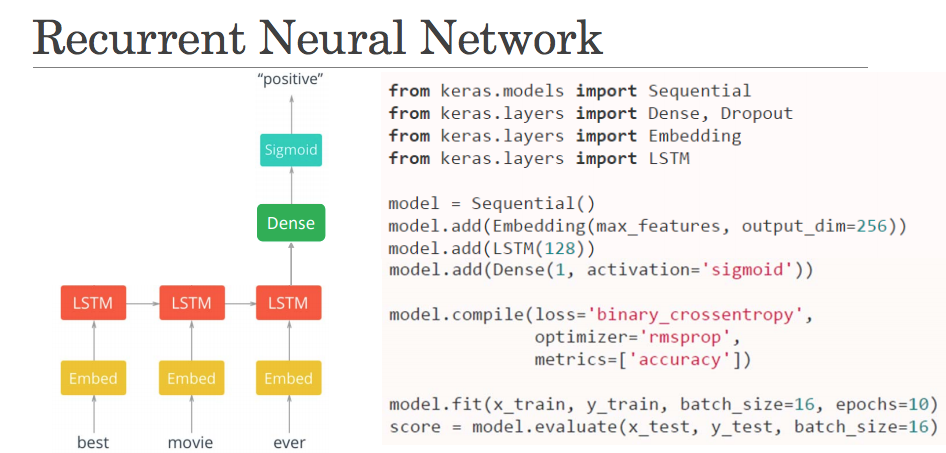 Recurrent Neural Network
“positive”
Sigmoid
Dense
LSTM LSTM LSTM
Embed Embed Embed
best movie ever
from keras.models import Sequential
from keras.layers import Dense, Dropout
from keras.layers import Embedding
from keras.layers import LSTM
model = Sequential()
model.add(Embedding(max_features, output_dim=256))
model.add(LSTM(128))
model.add(Dense(1, activation='sigmoid'))
model.compile(loss='binary_crossentropy',
optimizer='rmsprop',
metrics=['accuracy'])
model.fit(x_train, y_train, batch_size=16, epochs=10)
score = model.evaluate(x_test, y_test, batch_size=16)